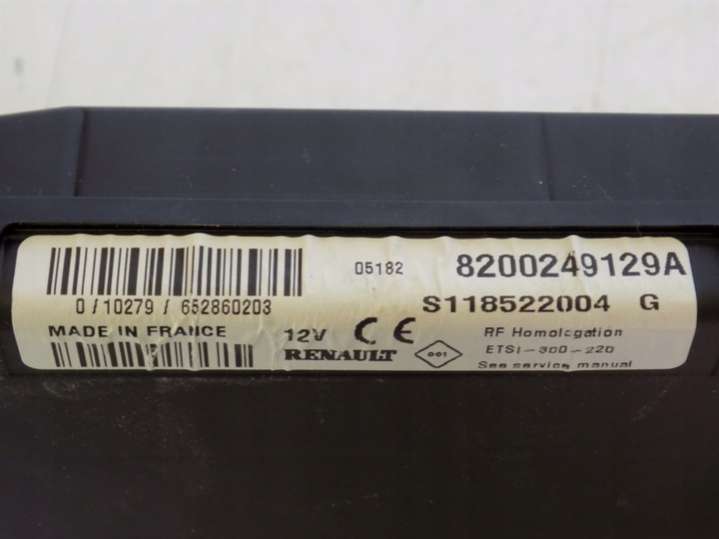 05182 8200249129A
0/10279/652860203 S118522004 G
MADE IN FRANCE 12V CE RF Homologation
RENAULT 001 ETSI-300-220
See service manual